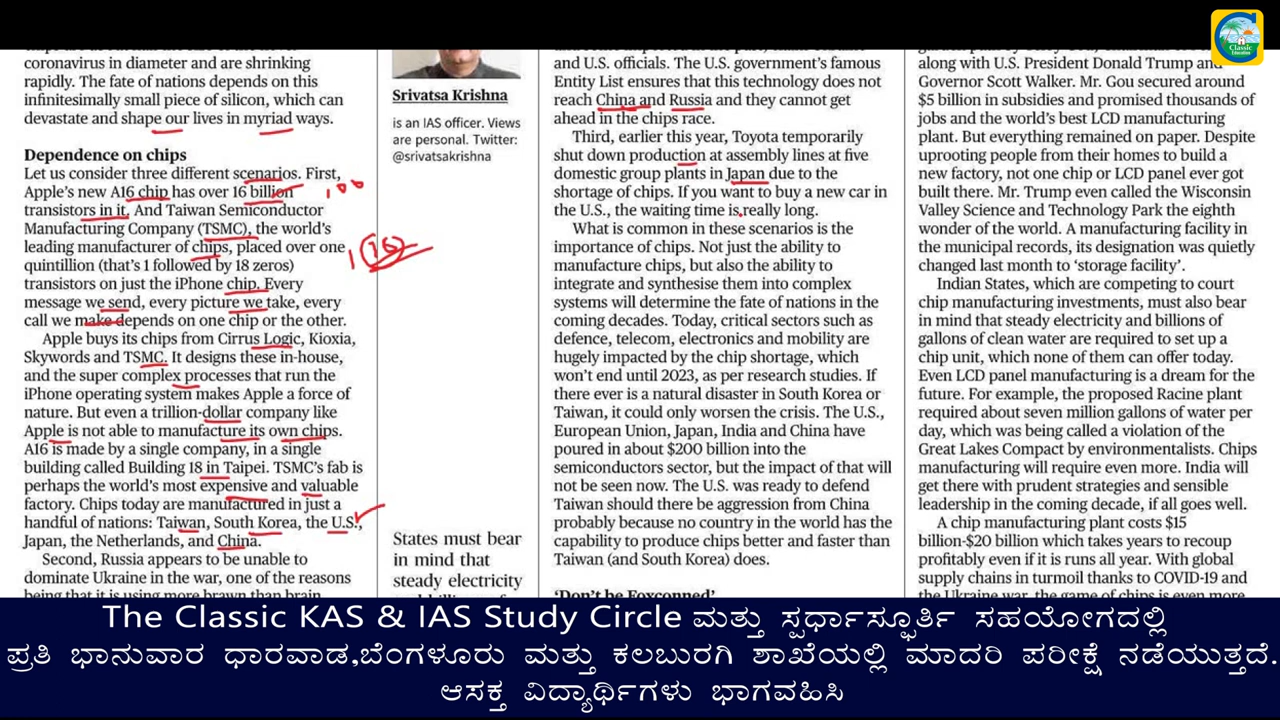 coronavirus in diameter and are shrinking
rapidly. The fate of nations depends on this
infinitesimally small piece of silicon, which can
devastate and shape our lives in myriad ways.
Dependence on chips
Let us consider three different scenarios. First,
Apple's new A16 chip has over 16 billion
transistors in it. And Taiwan Semiconductor
Manufacturing Company (TSMC), the world's
leading manufacturer of chips, placed over one
quintillion (that's 1 followed by 18 zeros)
transistors on just the iPhone chip. Every
message we send, every picture we take, every
call we make depends on one chip or the other.
Apple buys its chips from Cirrus Logic, Kioxia,
Skywords and TSMC. It designs these in-house,
and the super complex processes that run the
iPhone operating system makes Apple a force of
nature. But even a trillion-dollar company like
Apple is not able to manufacture its own chips.
A16 is made by a single company, in a single
building called Building 18 in Taipei. TSMC's fab is
perhaps the world's most expensive and valuable
factory. Chips today are manufactured in just a
handful of nations: Taiwan, South Korea, the U.S.,
Japan, the Netherlands, and China.
Second, Russia appears to be unable to
dominate Ukraine in the war, one of the reasons
being that it is using more brawn than brain
100
1 (18)
Srivatsa Krishna
is an IAS officer. Views
are personal. Twitter:
@srivatsakrishna
States must bear
in mind that
steady electricity
and U.S. officials. The U.S. government's famous
Entity List ensures that this technology does not
reach China and Russia and they cannot get
ahead in the chips race.
Third, earlier this year, Toyota temporarily
shut down production at assembly lines at five
domestic group plants in Japan due to the
shortage of chips. If you want to buy a new car in
the U.S., the waiting time is really long.
What is common in these scenarios is the
importance of chips. Not just the ability to
manufacture chips, but also the ability to
integrate and synthesise them into complex
systems will determine the fate of nations in the
coming decades. Today, critical sectors such as
defence, telecom, electronics and mobility are
hugely impacted by the chip shortage, which
won't end until 2023, as per research studies. If
there ever is a natural disaster in South Korea or
Taiwan, it could only worsen the crisis. The U.S.,
European Union, Japan, India and China have
poured in about $200 billion into the
semiconductors sector, but the impact of that will
not be seen now. The U.S. was ready to defend
Taiwan should there be aggression from China
probably because no country in the world has the
capability to produce chips better and faster than
Taiwan (and South Korea) does.
'Don't be Foxconned'
along with U.S. President Donald Trump and
Governor Scott Walker. Mr. Gou secured around
$5 billion in subsidies and promised thousands of
jobs and the world's best LCD manufacturing
plant. But everything remained on paper. Despite
uprooting people from their homes to build a
new factory, not one chip or LCD panel ever got
built there. Mr. Trump even called the Wisconsin
Valley Science and Technology Park the eighth
wonder of the world. A manufacturing facility in
the municipal records, its designation was quietly
changed last month to 'storage facility'.
Indian States, which are competing to court
chip manufacturing investments, must also bear
in mind that steady electricity and billions of
gallons of clean water are required to set up a
chip unit, which none of them can offer today.
Even LCD panel manufacturing is a dream for the
future. For example, the proposed Racine plant
required about seven million gallons of water per
day, which was being called a violation of the
Great Lakes Compact by environmentalists. Chips
manufacturing will require even more. India will
get there with prudent strategies and sensible
leadership in the coming decade, if all goes well.
A chip manufacturing plant costs $15
billion-$20 billion which takes years to recoup
profitably even if it is runs all year. With global
supply chains in turmoil thanks to COVID-19 and
the Ukraine war, the game of chips is even more
Classic
Education
The Classic KAS & IAS Study Circle ಮತ್ತು ಸ್ಪರ್ಧಾಸ್ಫೂರ್ತಿ ಸಹಯೋಗದಲ್ಲಿ
ಪ್ರತಿ ಭಾನುವಾರ ಧಾರವಾಡ,ಬೆಂಗಳೂರು ಮತ್ತು ಕಲಬುರಗಿ ಶಾಖೆಯಲ್ಲಿ ಮಾದರಿ ಪರೀಕ್ಷೆ ನಡೆಯುತ್ತದೆ.
ಆಸಕ್ತ ವಿದ್ಯಾರ್ಥಿಗಳು ಭಾಗವಹಿಸಿ